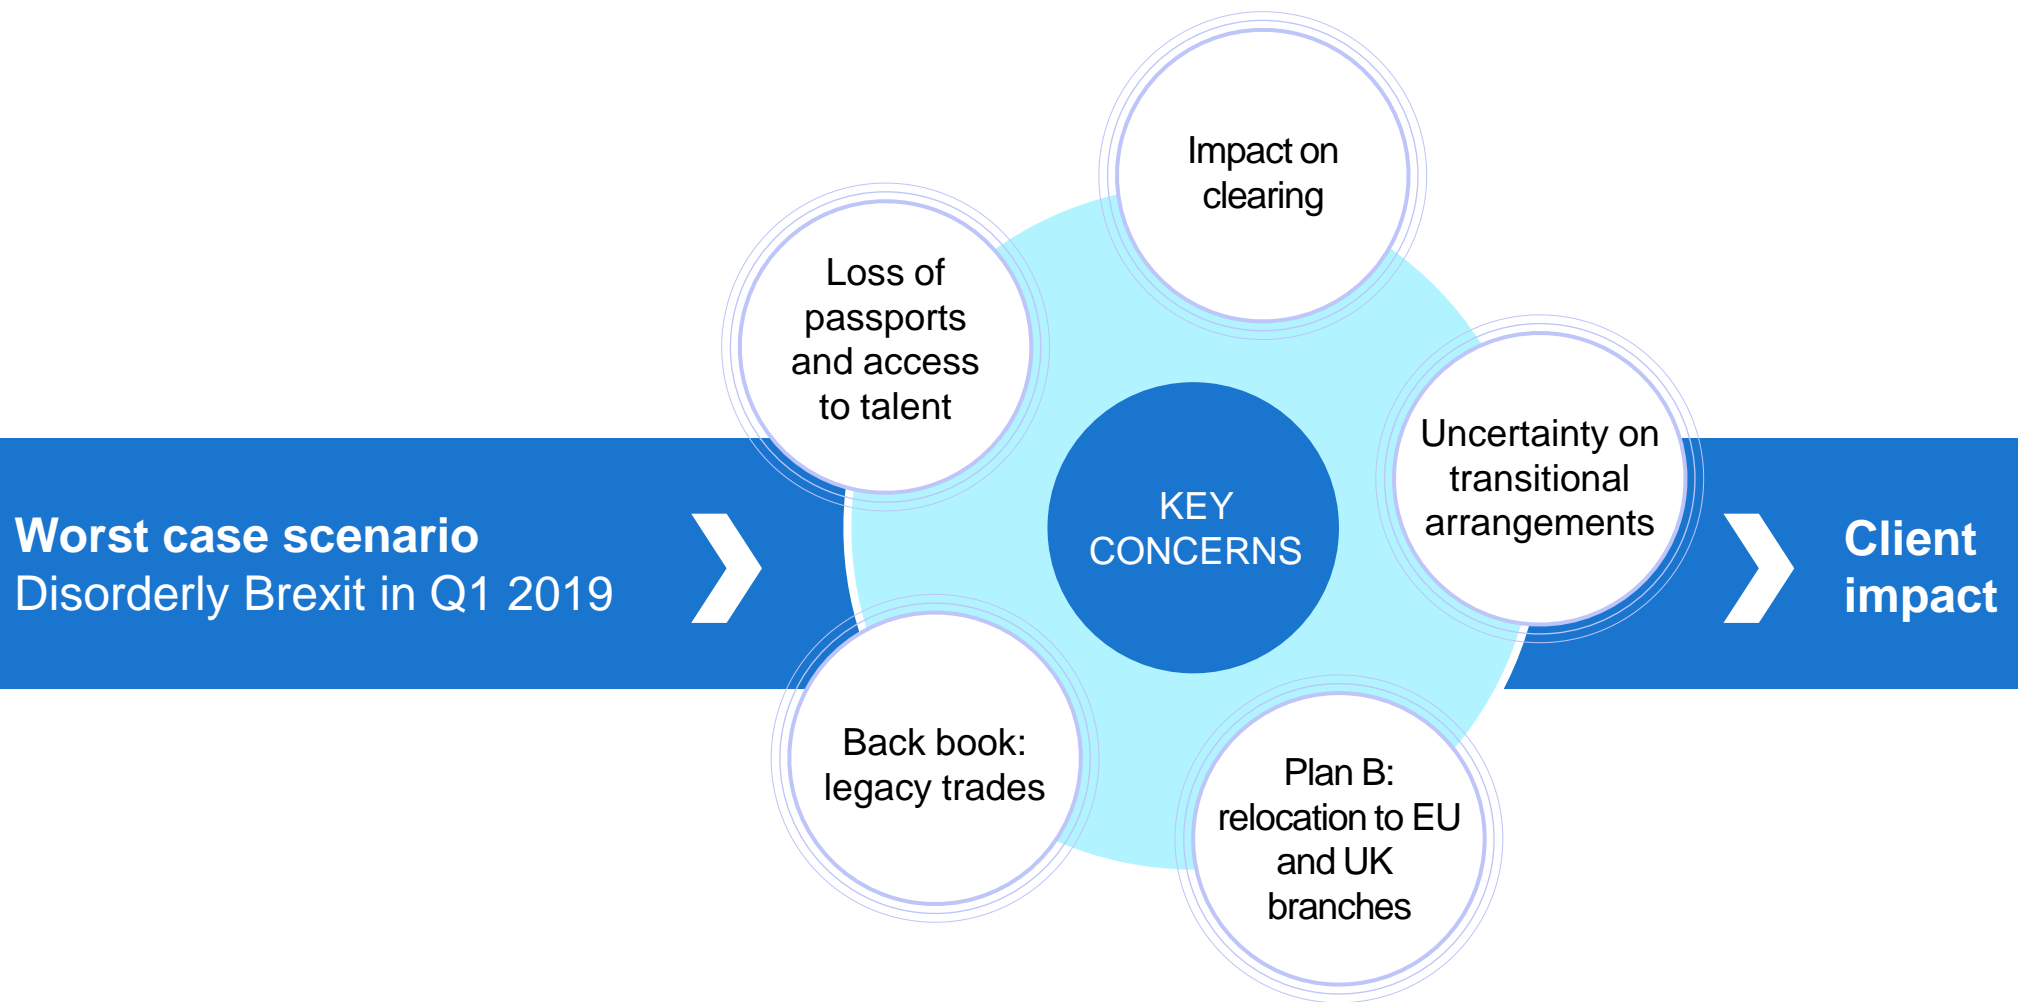 Worst case scenario
Disorderly Brexit in Q1 2019
Loss of
passports
and access
to talent
Impact on
clearing
Uncertainty on
transitional
arrangements
KEY
CONCERNS
Back book:
legacy trades
Plan B:
relocation to EU
and UK
branches
Client
impact